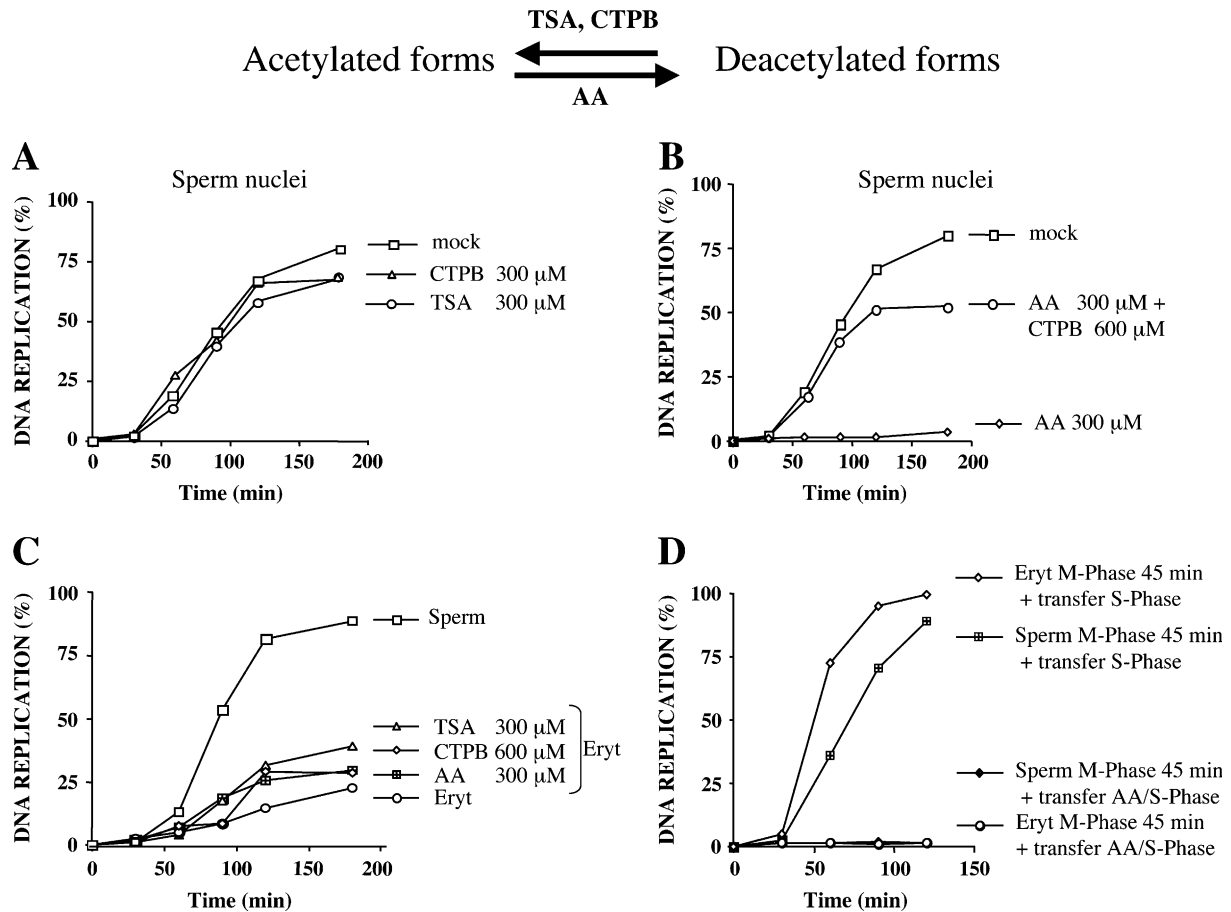 TSA, CTPB
Acetylated forms Deacetylated forms
AA
A
Sperm nuclei
DNA REPLICATION (%)
100
75
50
25
0
0 50 100 150 200
Time (min)
mock
CTPB 300 µM
TSA 300 µM
B
Sperm nuclei
DNA REPLICATION (%)
100
75
50
25
0
0 50 100 150 200
Time (min)
mock
AA 300 µM +
CTPB 600 µM
AA 300 µM
C
DNA REPLICATION (%)
100
75
50
25
0
0 50 100 150 200
Time (min)
Sperm
TSA 300 µM
CTPB 600 µM
AA 300 µM
Eryt
Eryt
D
DNA REPLICATION (%)
100
75
50
25
0
0 50 100 150
Time (min)
Eryt M-Phase 45 min
+ transfer S-Phase
Sperm M-Phase 45 min
+ transfer S-Phase
Sperm M-Phase 45 min
+ transfer AA/S-Phase
Eryt M-Phase 45 min
+ transfer AA/S-Phase